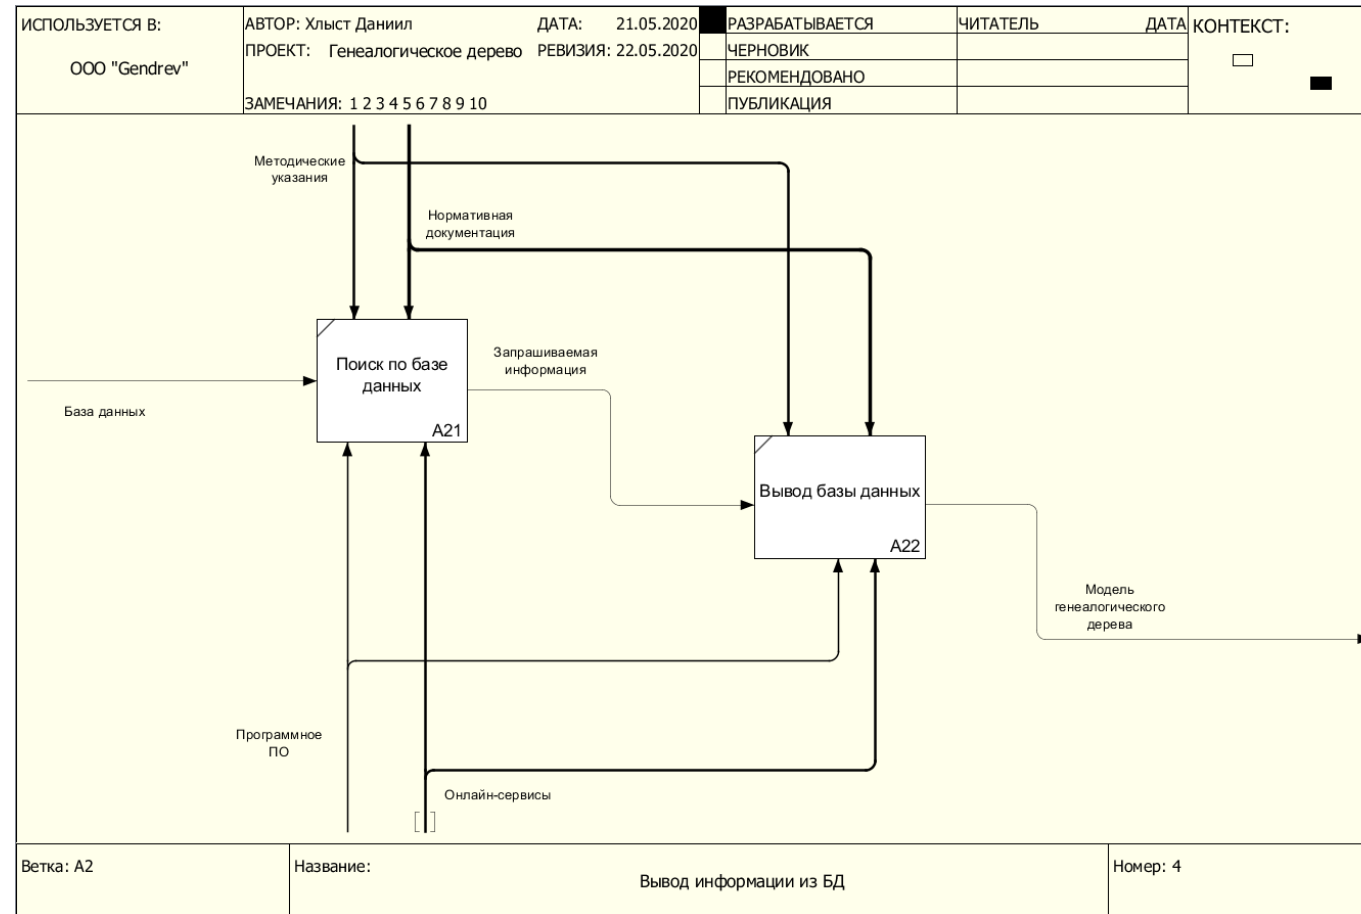 ИСПОЛЬЗУЕТСЯ В:
ООО "Gendrev"
АВТОР: Хлыст Даниил
ДАТА: 21.05.2020
ПРОЕКТ: Генеалогическое дерево
РЕВИЗИЯ: 22.05.2020
ЗАМЕЧАНИЯ: 1 2 3 4 5 6 7 8 9 10
РАЗРАБАТЫВАЕТСЯ
ЧЕРНОВИК
РЕКОМЕНДОВАНО
ПУБЛИКАЦИЯ
ЧИТАТЕЛЬ
ДАТА
КОНТЕКСТ:
Методические
указания
Нормативная
документация
Поиск по базе
данных
A21
Запрашиваемая
информация
База данных
Вывод базы данных
A22
Модель
генеалогического
дерева
Программное
ПО
Онлайн-сервисы
Ветка: A2
Название:
Вывод информации из БД
Номер: 4